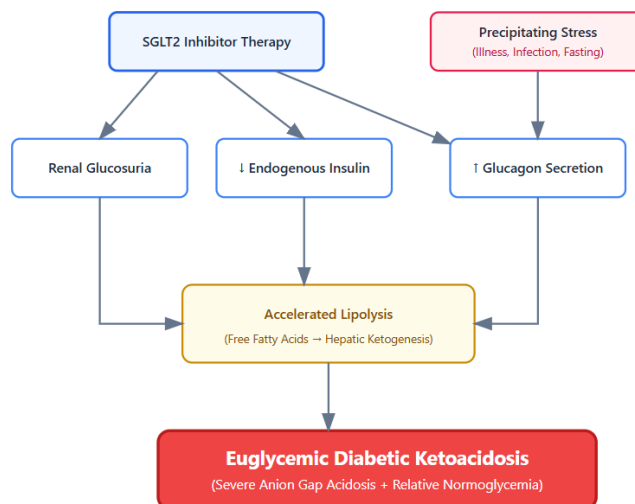 SGLT2 Inhibitor Therapy
Precipitating Stress
(Illness, Infection, Fasting)
Renal Glucosuria
↓ Endogenous Insulin
↑ Glucagon Secretion
Accelerated Lipolysis
(Free Fatty Acids → Hepatic Ketogenesis)
Euglycemic Diabetic Ketoacidosis
(Severe Anion Gap Acidosis + Relative Normoglycemia)